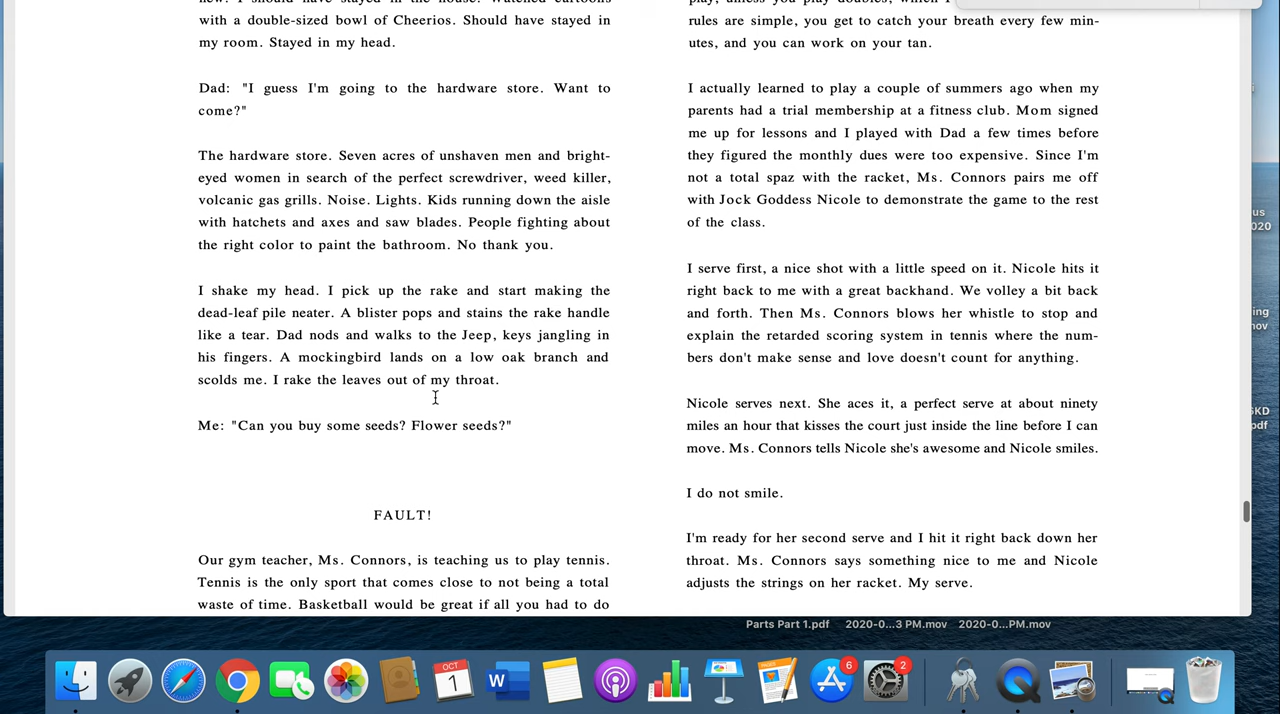 new. I should have stayed in the house. Watched cartoons
with a double-sized bowl of Cheerios. Should have stayed in
my room. Stayed in my head.
Dad: "I guess I'm going to the hardware store. Want to
come?"
The hardware store. Seven acres of unshaven men and bright-
eyed women in search of the perfect screwdriver, weed killer,
volcanic gas grills. Noise. Lights. Kids running down the aisle
with hatchets and axes and saw blades. People fighting about
the right color to paint the bathroom. No thank you.
I shake my head. I pick up the rake and start making the
dead-leaf pile neater. A blister pops and stains the rake handle
like a tear. Dad nods and walks to the Jeep, keys jangling in
his fingers. A mockingbird lands on a low oak branch and
scolds me. I rake the leaves out of my throat.
Me: "Can you buy some seeds? Flower seeds?"
FAULT!
Our gym teacher, Ms. Connors, is teaching us to play tennis.
Tennis is the only sport that comes close to not being a total
waste of time. Basketball would be great if all you had to do
play, unless you play doubles, which I
rules are simple, you get to catch your breath every few min-
utes, and you can work on your tan.
I actually learned to play a couple of summers ago when my
parents had a trial membership at a fitness club. Mom signed
me up for lessons and I played with Dad a few times before
they figured the monthly dues were too expensive. Since I'm
not a total spaz with the racket, Ms. Connors pairs me off
with Jock Goddess Nicole to demonstrate the game to the rest
of the class.
I serve first, a nice shot with a little speed on it. Nicole hits it
right back to me with a great backhand. We volley a bit back
and forth. Then Ms. Connors blows her whistle to stop and
explain the retarded scoring system in tennis where the num-
bers don't make sense and love doesn't count for anything.
Nicole serves next. She aces it, a perfect serve at about ninety
miles an hour that kisses the court just inside the line before I can
move. Ms. Connors tells Nicole she's awesome and Nicole smiles.
I do not smile.
I'm ready for her second serve and I hit it right back down her
throat. Ms. Connors says something nice to me and Nicole
adjusts the strings on her racket. My serve.
us
020
ing
mov
KD
pdf
Parts Part 1.pdf
2020-0...3 PM.mov
2020-0...PM.mov
OCT
1
W
PAGES
6
2